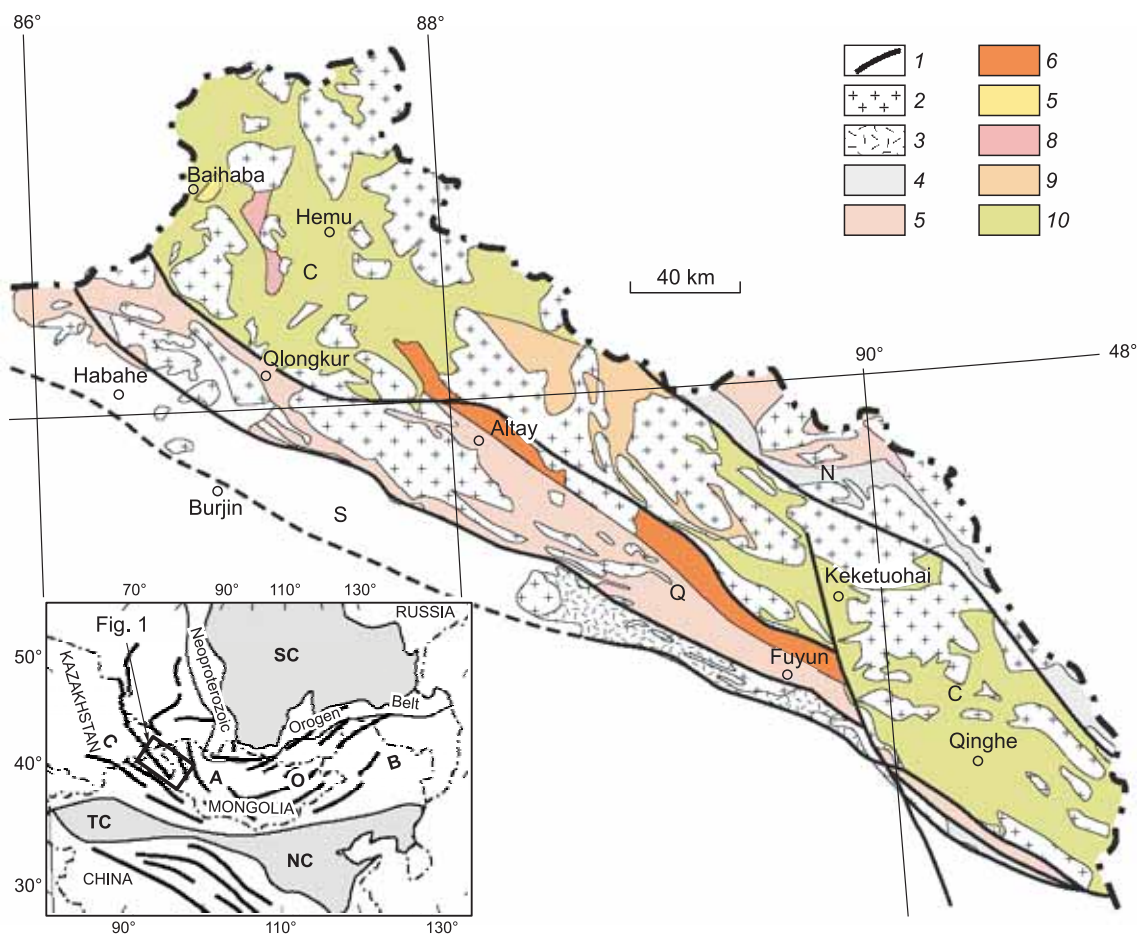 86°
88°
1
6
2
5
3
8
4
9
5
10
Baihaba
Hemu
C
40 km
90°
48°
Qlongkur
Habahe
Altay
N
Burjin
S
Keketuohai
Q
Fuyun
C
Qinghe
70°
90°
110°
130°
Fig. 1
RUSSIA
50°
KAZAKHSTAN
Neoproterozoic
SC
Orogen
Belt
C
40°
A
O
B
MONGOLIA
TC
NC
30°
CHINA
90°
110°
130°